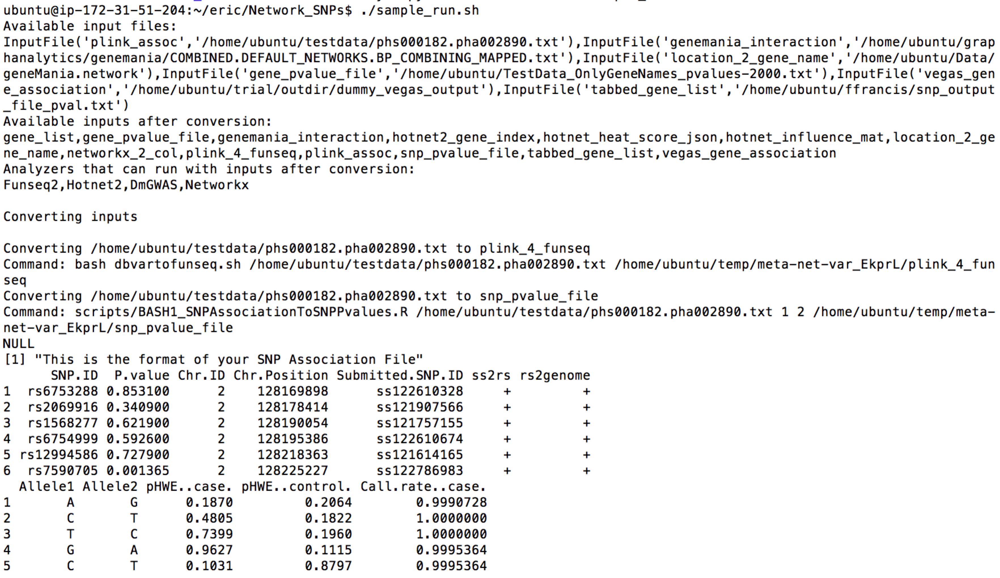 ubuntu@ip-172-31-51-204:~/eric/Network_SNPs$ ./sample_run.sh
Available input files:
InputFile('plink_assoc','/home/ubuntu/testdata/phs000182.pha002890.txt'),InputFile('genemania_interaction','/home/ubuntu/grap
hanalytics/genemania/COMBINED.DEFAULT_NETWORKS.BP_COMBINING_MAPPED.txt'),InputFile('location_2_gene_name','/home/ubuntu/Data/
geneMania.network'),InputFile('gene_pvalue_file','/home/ubuntu/TestData_OnlyGeneNames_pvalues-2000.txt'),InputFile('vegas_gen
e_association','/home/ubuntu/trial/outdir/dummy_vegas_output'),InputFile('tabbed_gene_list','/home/ubuntu/ffrancis/snp_output
_file_pval.txt')
Available inputs after conversion:
gene_list,gene_pvalue_file,genemania_interaction,hotnet2_gene_index,hotnet_heat_score_json,hotnet_influence_mat,location_2_ge
ne_name,networkx_2_col,plink_4_funseq,plink_assoc,snp_pvalue_file,tabbed_gene_list,vegas_gene_association
Analyzers that can run with inputs after conversion:
Funseq2,Hotnet2,DmGWAS,Networkx
Converting inputs
Converting /home/ubuntu/testdata/phs000182.pha002890.txt to plink_4_funseq
Command: bash dbvartofunseq.sh /home/ubuntu/testdata/phs000182.pha002890.txt /home/ubuntu/temp/meta-net-var_EkprL/plink_4_fun
seq
Converting /home/ubuntu/testdata/phs000182.pha002890.txt to snp_pvalue_file
Command: scripts/BASH1_SNPAssociationToSNPPvalues.R /home/ubuntu/testdata/phs000182.pha002890.txt 1 2 /home/ubuntu/temp/meta-
net-var_EkprL/snp_pvalue_file
NULL
[1] "This is the format of your SNP Association File"
SNP.ID P.value Chr.ID Chr.Position Submitted.SNP.ID ss2rs rs2genome
1 rs6753288 0.853100 2 128169898 ss122610328 + +
2 rs2069916 0.340900 2 128178414 ss121907566 + +
3 rs1568277 0.621900 2 128190054 ss121757155 + +
4 rs6754999 0.592600 2 128195386 ss122610674 + +
5 rs12994586 0.727900 2 128218363 ss121614165 + +
6 rs7590705 0.001365 2 128225227 ss122786983 + +
Allele1 Allele2 pHWE..case. pHWE..control. Call.rate..case.
1 A G 0.1870 0.2064 0.9990728
2 C T 0.4805 0.1822 1.0000000
3 T C 0.7399 0.1960 1.0000000
4 G A 0.9627 0.1115 0.9995364
5 C T 0.1031 0.8797 0.9995364